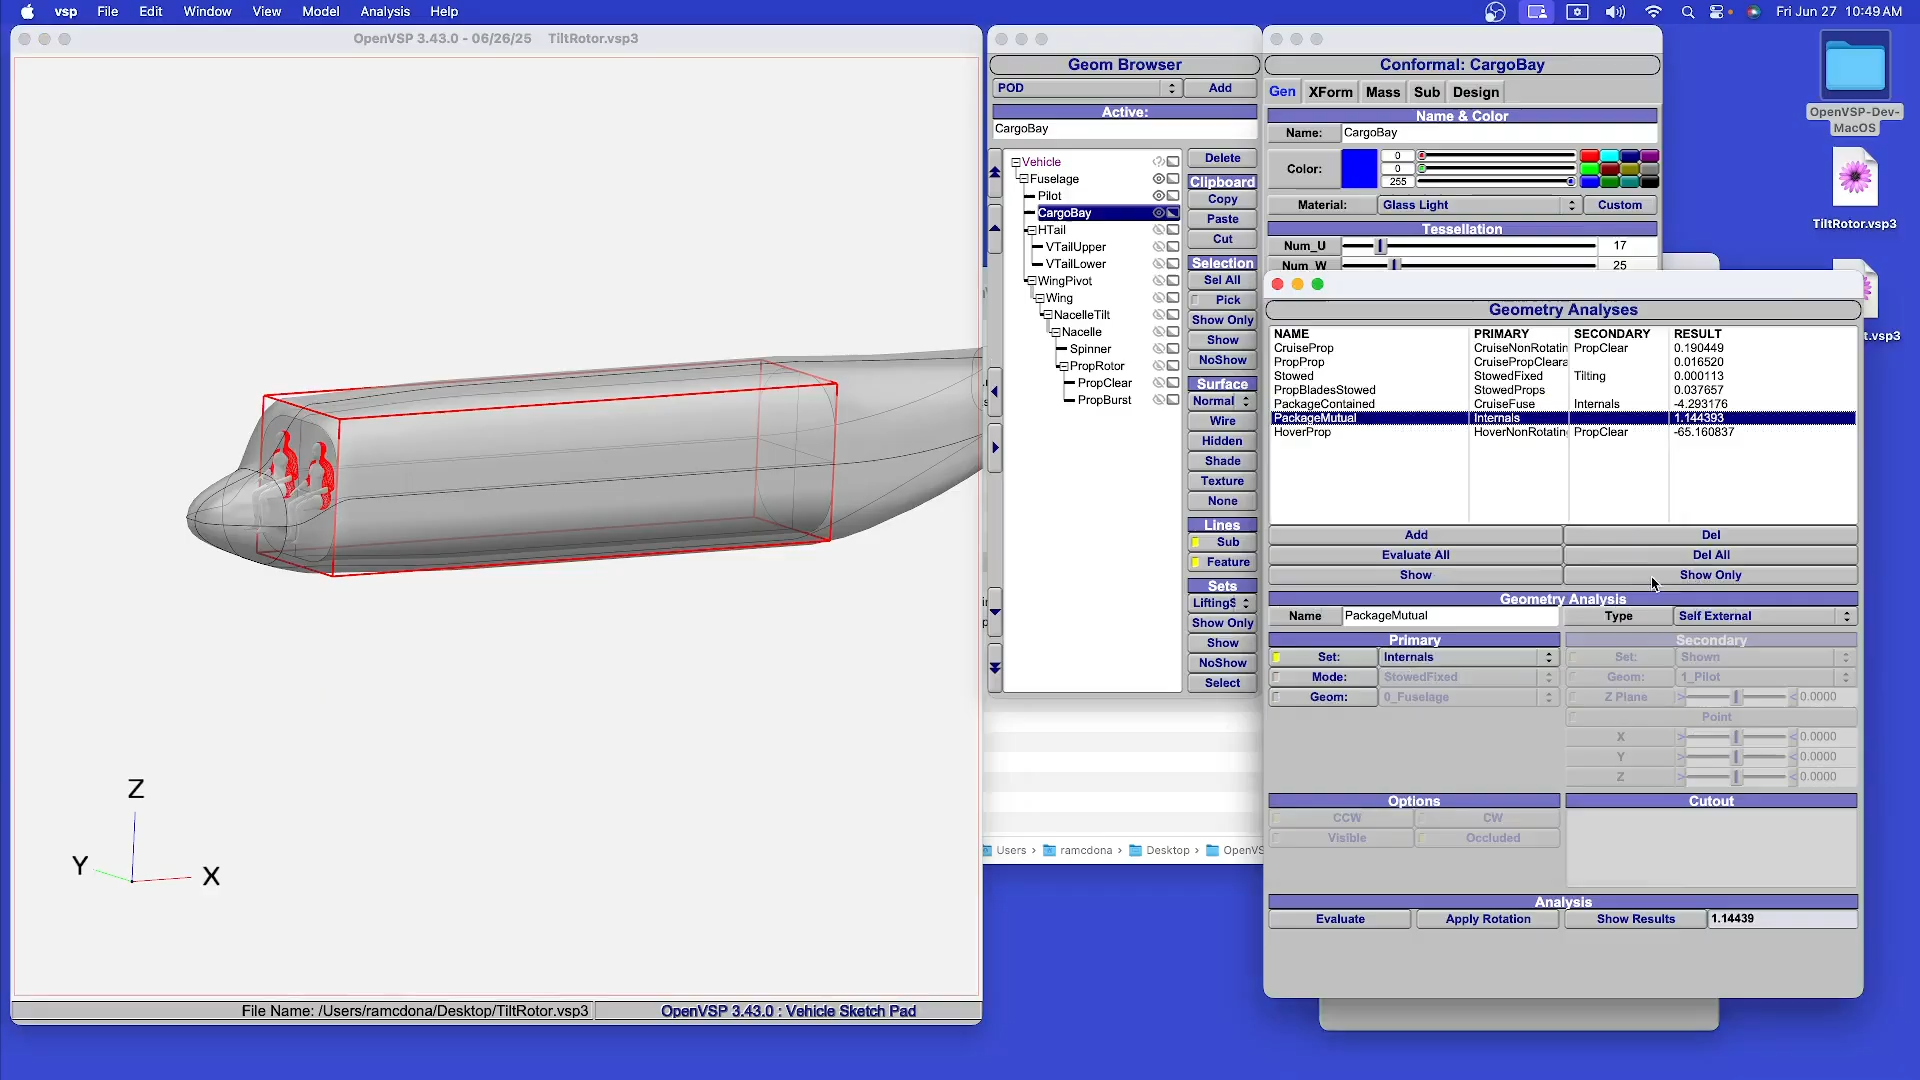 vsp File Edit Window View Model Analysis Help
Fri Jun 27 10:49 AM
OpenVSP 3.43.0 - 06/26/25 TiltRotor.vsp3
Z
Y
X
File Name: /Users/ramcdona/Desktop/TiltRotor.vsp3
OpenVSP 3.43.0 : Vehicle Sketch Pad
Geom Browser
POD Add
Active:
CargoBay
Vehicle
Fuselage
Pilot
CargoBay
HTail
VTailUpper
VTailLower
WingPivot
Wing
NacelleTilt
Nacelle
Spinner
PropRotor
PropClear
PropBurst
Delete
Clipboard
Copy
Paste
Cut
Selection
Sel All
Pick
Show Only
Show
NoShow
Surface
Normal
Wire
Hidden
Shade
Texture
None
Lines
Sub
Feature
Sets
LiftingS
Show Only
Show
NoShow
Select
Users › ramcdona › Desktop › OpenVS
Conformal: CargoBay
Gen XForm Mass Sub Design
Name & Color
Name: CargoBay
Color: 0
0
255
Material: Glass Light Custom
Tessellation
Num_U 17
Num_W 25
Geometry Analyses
NAME PRIMARY SECONDARY RESULT
CruiseProp CruiseNonRotatin PropClear 0.190449
PropProp CruisePropCleara 0.016520
Stowed StowedFixed Tilting 0.000113
PropBladesStowed StowedProps 0.037657
PackageContained CruiseFuse Internals -4.293176
PackageMutual Internals 1.144393
HoverProp HoverNonRotatin PropClear -65.160837
Add Del
Evaluate All Del All
Show Show Only
Geometry Analysis
Name PackageMutual Type Self External
Primary Secondary
Set: Internals Set: Shown
Mode: StowedFixed Geom: 1_Pilot
Geom: 0_Fuselage Z Plane > < 0.0000
Point
X > < 0.0000
Y > < 0.0000
Z > < 0.0000
Options Cutout
CCW CW
Visible Occluded
Analysis
Evaluate Apply Rotation Show Results 1.14439
OpenVSP-Dev-
MacOS
TiltRotor.vsp3
t.vsp3